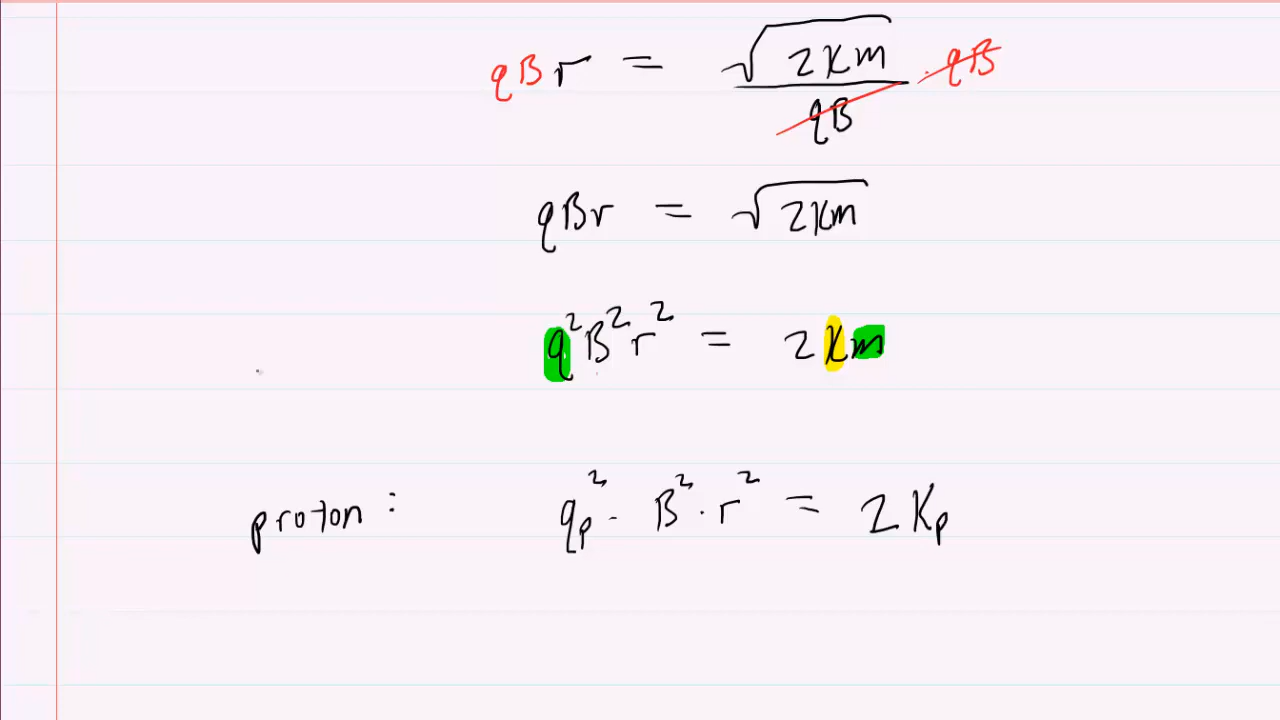 qBr = √2Km / qB · qB
qBr = √2Km
q²B²r² = 2Km
proton: qₚ² · B² · r² = 2Kₚ